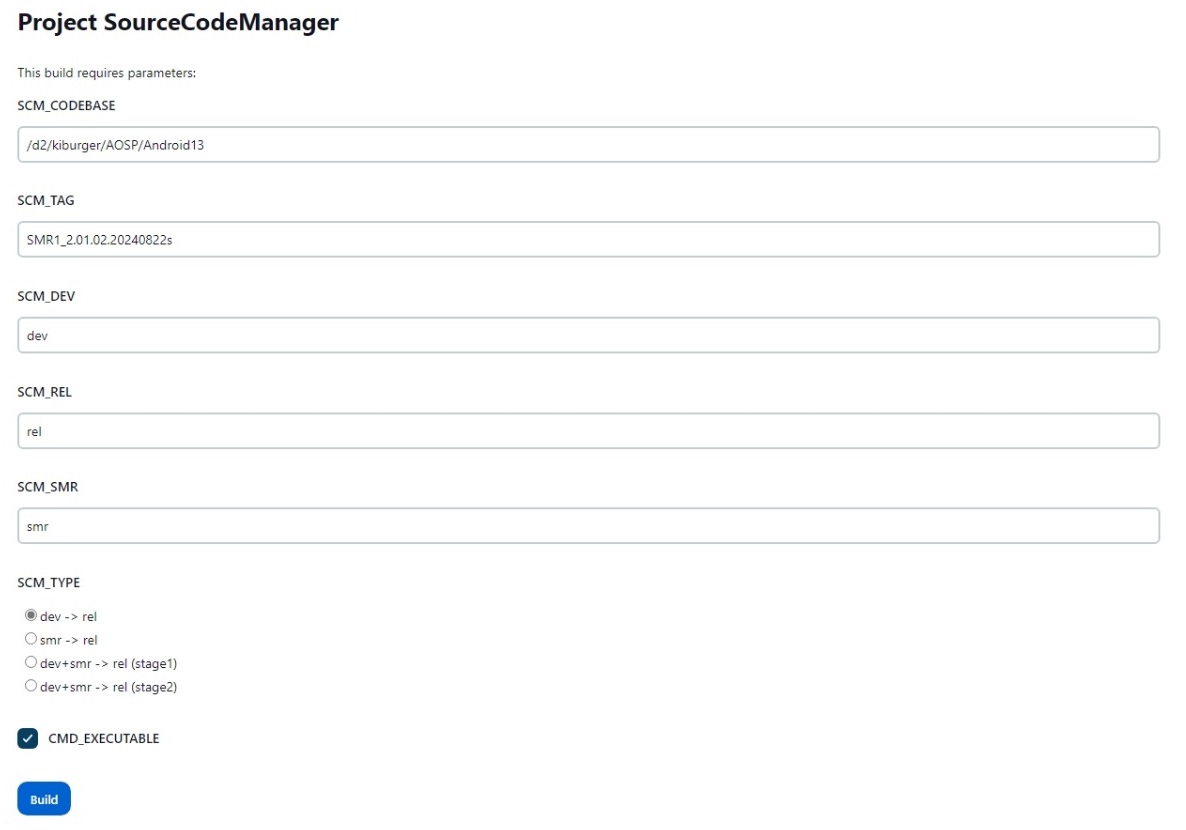 Project SourceCodeManager
This build requires parameters:
SCM_CODEBASE
/d2/kiburger/AOSP/Android13
SCM_TAG
SMR1_2.01.02.20240822s
SCM_DEV
dev
SCM_REL
rel
SCM_SMR
smr
SCM_TYPE
dev -> rel
smr -> rel
dev+smr -> rel (stage1)
dev+smr -> rel (stage2)
CMD_EXECUTABLE
Build